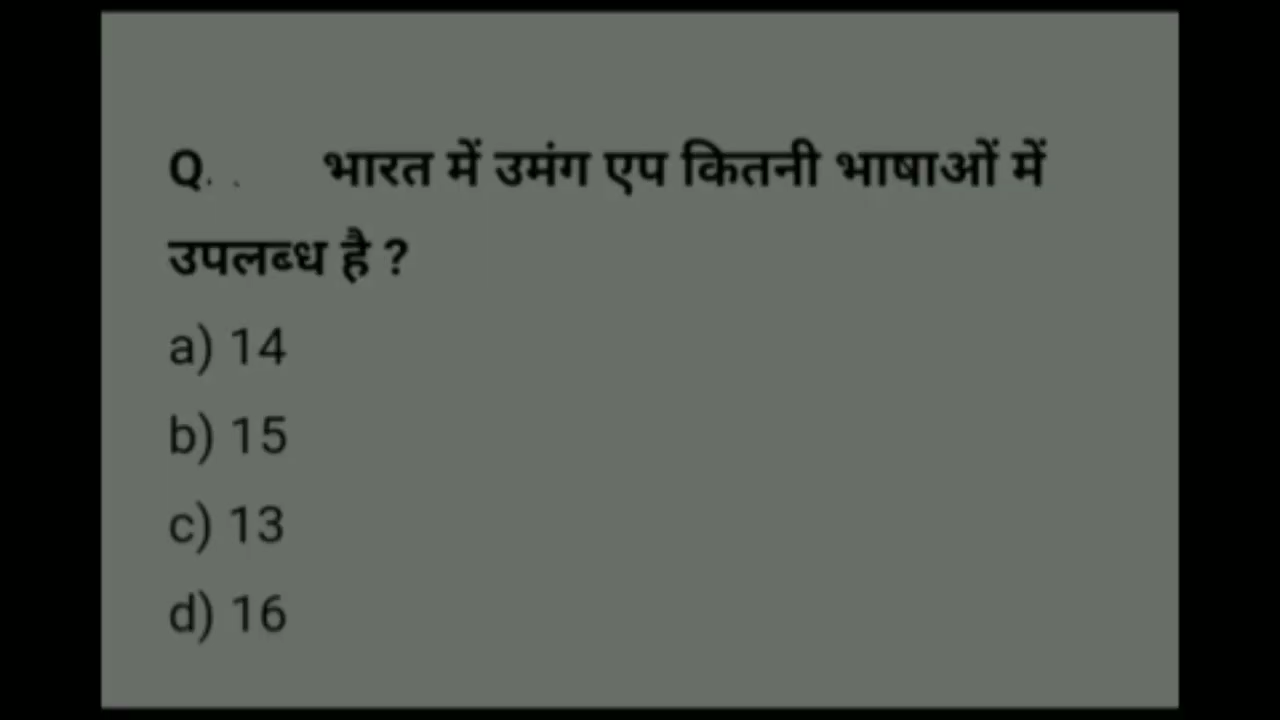 Q. . भारत में उमंग एप कितनी भाषाओं में
उपलब्ध है ?
a) 14
b) 15
c) 13
d) 16